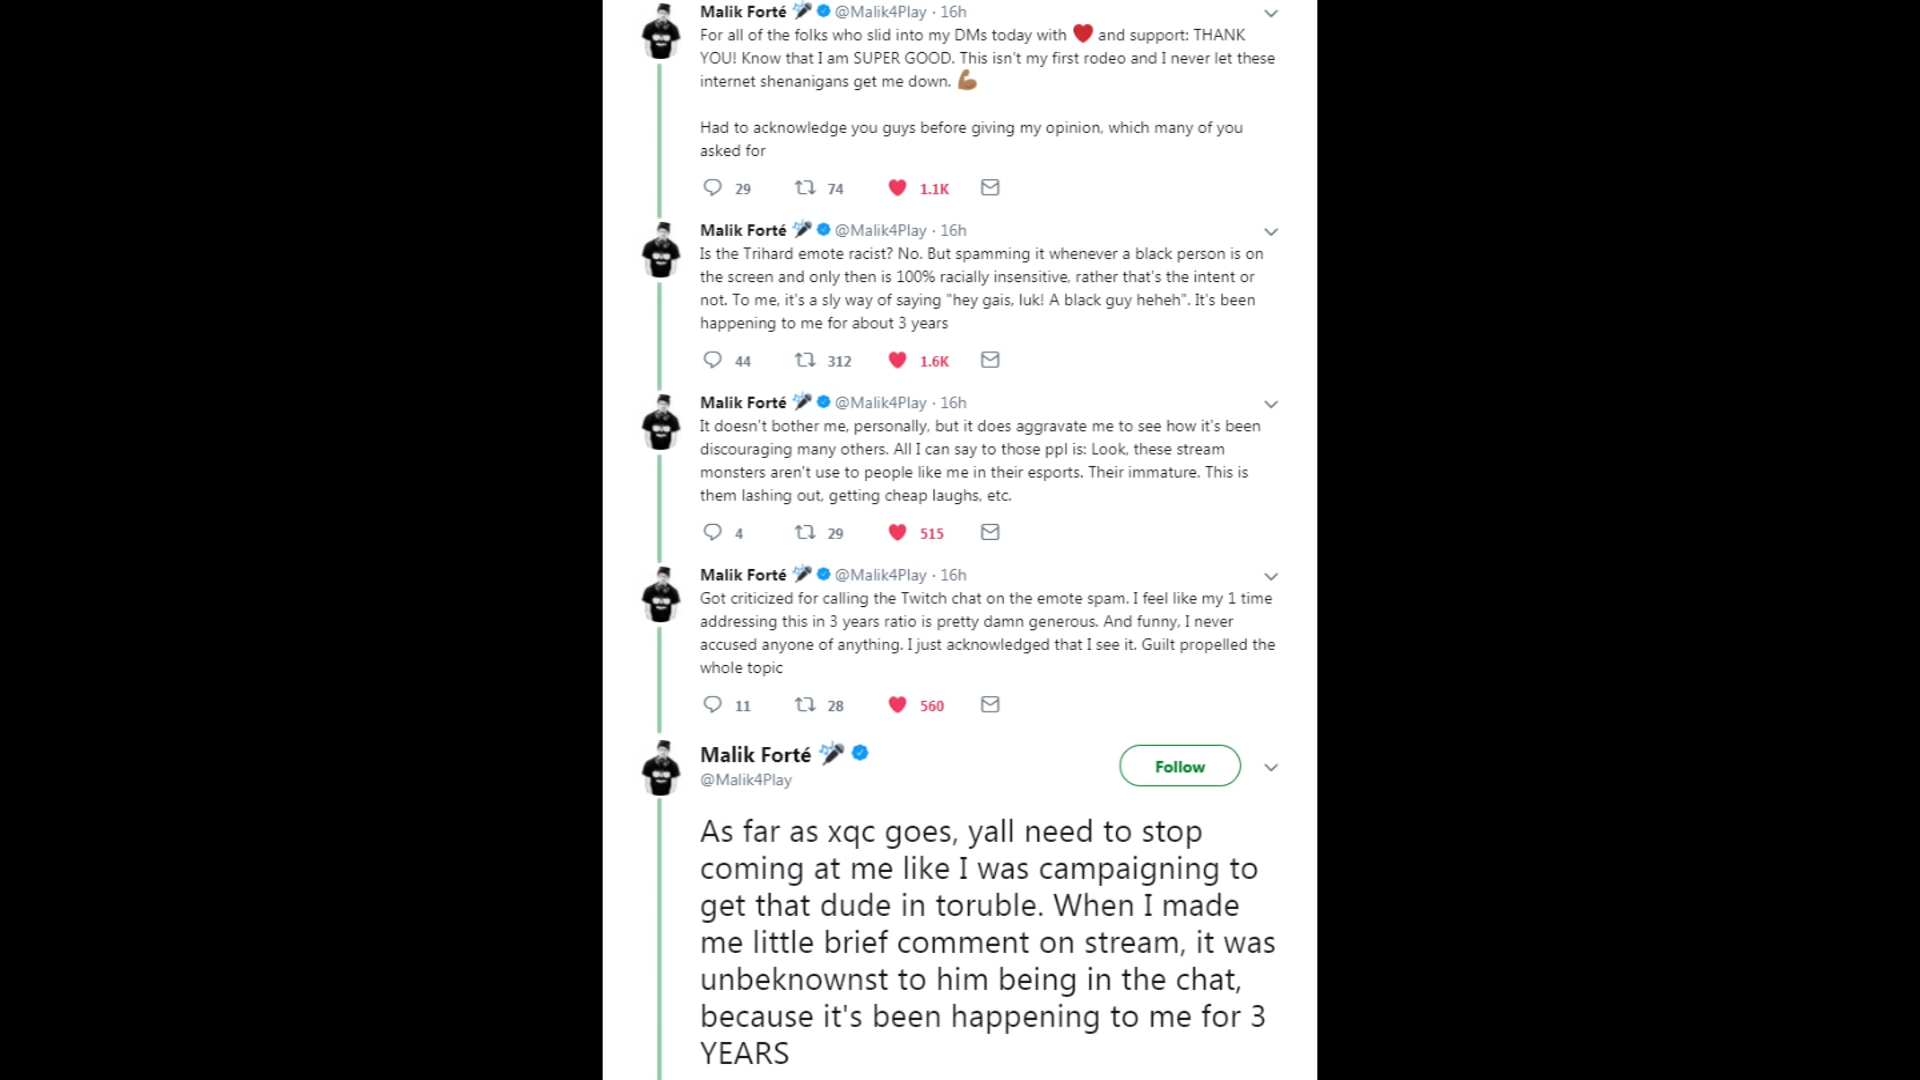 Malik Forté @Malik4Play · 16h
For all of the folks who slid into my DMs today with ❤ and support: THANK
YOU! Know that I am SUPER GOOD. This isn't my first rodeo and I never let these
internet shenanigans get me down. 💪🏽
Had to acknowledge you guys before giving my opinion, which many of you
asked for
29 74 1.1K
Malik Forté @Malik4Play · 16h
Is the Trihard emote racist? No. But spamming it whenever a black person is on
the screen and only then is 100% racially insensitive, rather that's the intent or
not. To me, it's a sly way of saying "hey gais, luk! A black guy heheh". It's been
happening to me for about 3 years
44 312 1.6K
Malik Forté @Malik4Play · 16h
It doesn't bother me, personally, but it does aggravate me to see how it's been
discouraging many others. All I can say to those ppl is: Look, these stream
monsters aren't use to people like me in their esports. Their immature. This is
them lashing out, getting cheap laughs, etc.
4 29 515
Malik Forté @Malik4Play · 16h
Got criticized for calling the Twitch chat on the emote spam. I feel like my 1 time
addressing this in 3 years ratio is pretty damn generous. And funny, I never
accused anyone of anything. I just acknowledged that I see it. Guilt propelled the
whole topic
11 28 560
Malik Forté
@Malik4Play
Follow
As far as xqc goes, yall need to stop
coming at me like I was campaigning to
get that dude in toruble. When I made
me little brief comment on stream, it was
unbeknownst to him being in the chat,
because it's been happening to me for 3
YEARS